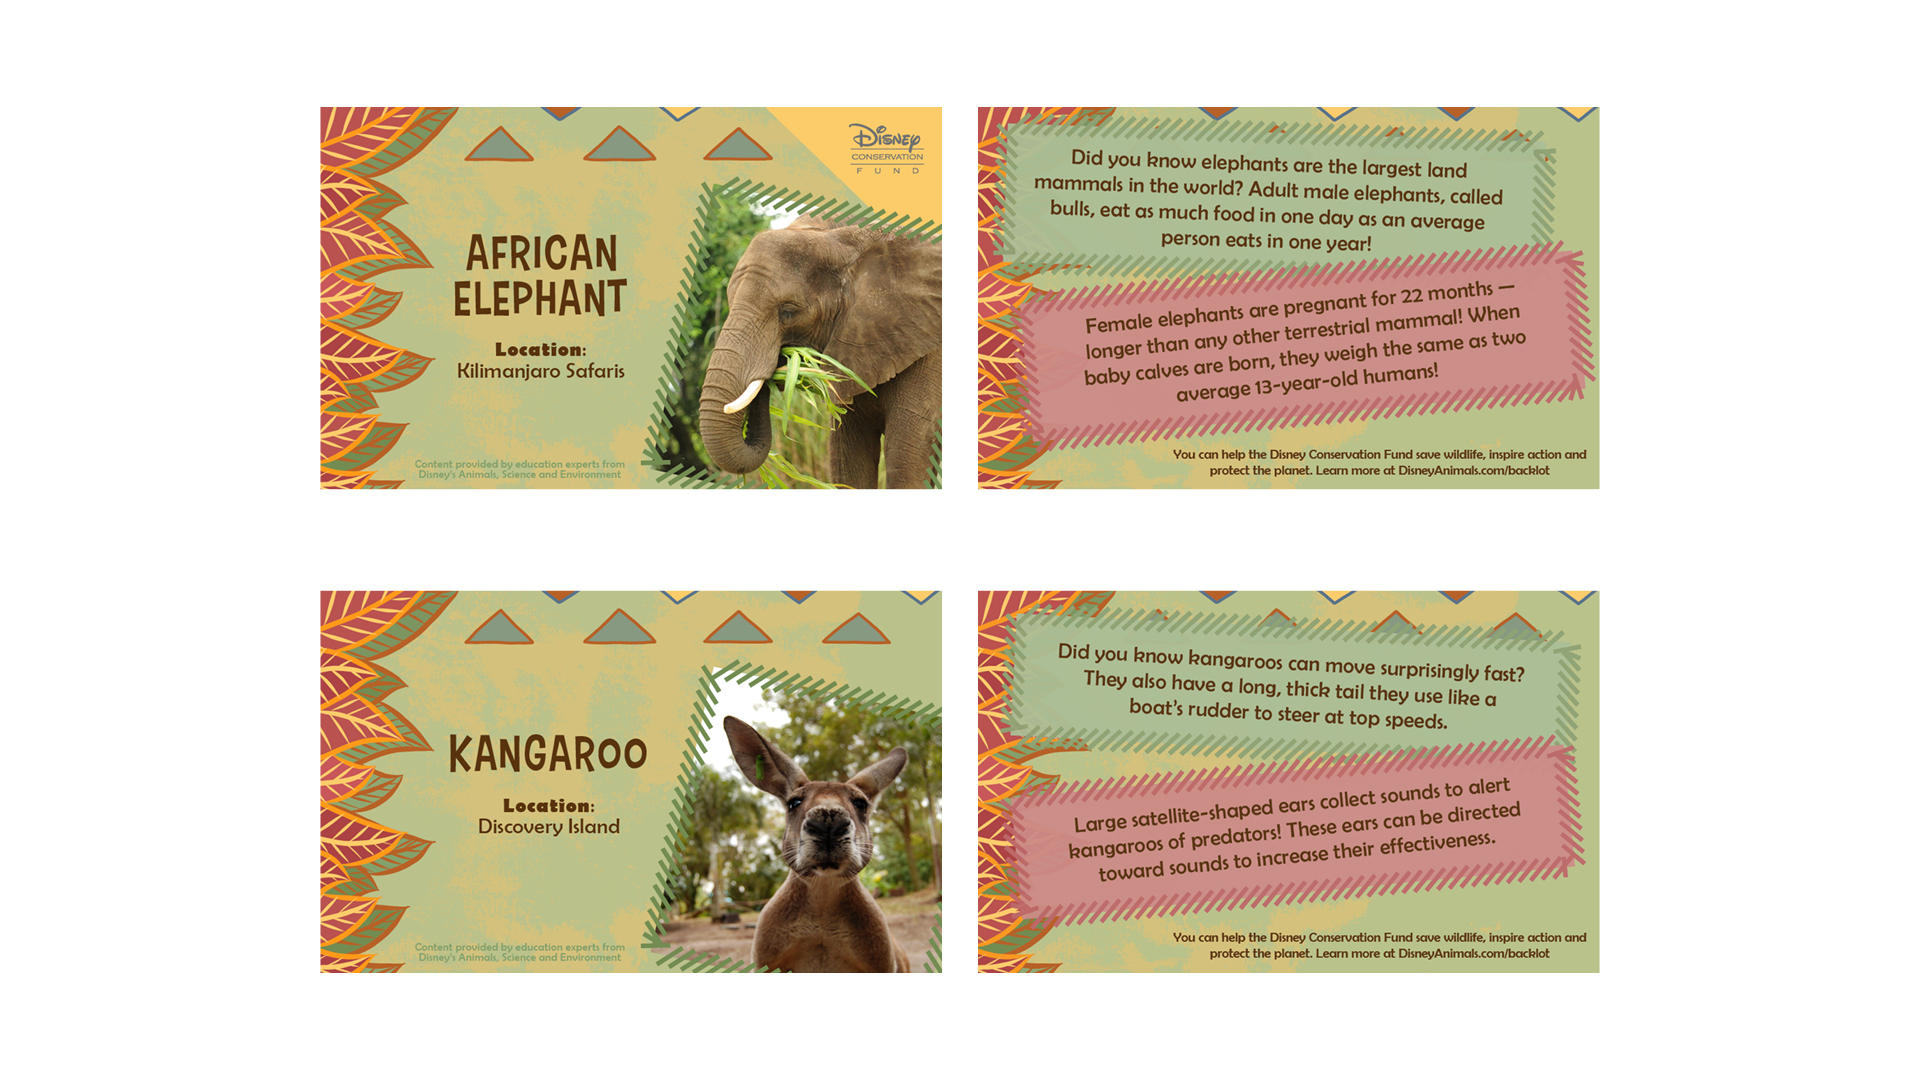 DISNEY
CONSERVATION
FUND
AFRICAN
ELEPHANT
Location:
Kilimanjaro Safaris
Content provided by education experts from
Disney's Animals, Science and Environment
Did you know elephants are the largest land
mammals in the world? Adult male elephants, called
bulls, eat as much food in one day as an average
person eats in one year!
Female elephants are pregnant for 22 months —
longer than any other terrestrial mammal! When
baby calves are born, they weigh the same as two
average 13-year-old humans!
You can help the Disney Conservation Fund save wildlife, inspire action and
protect the planet. Learn more at DisneyAnimals.com/backlot
KANGAROO
Location:
Discovery Island
Content provided by education experts from
Disney's Animals, Science and Environment
Did you know kangaroos can move surprisingly fast?
They also have a long, thick tail they use like a
boat's rudder to steer at top speeds.
Large satellite-shaped ears collect sounds to alert
kangaroos of predators! These ears can be directed
toward sounds to increase their effectiveness.
You can help the Disney Conservation Fund save wildlife, inspire action and
protect the planet. Learn more at DisneyAnimals.com/backlot